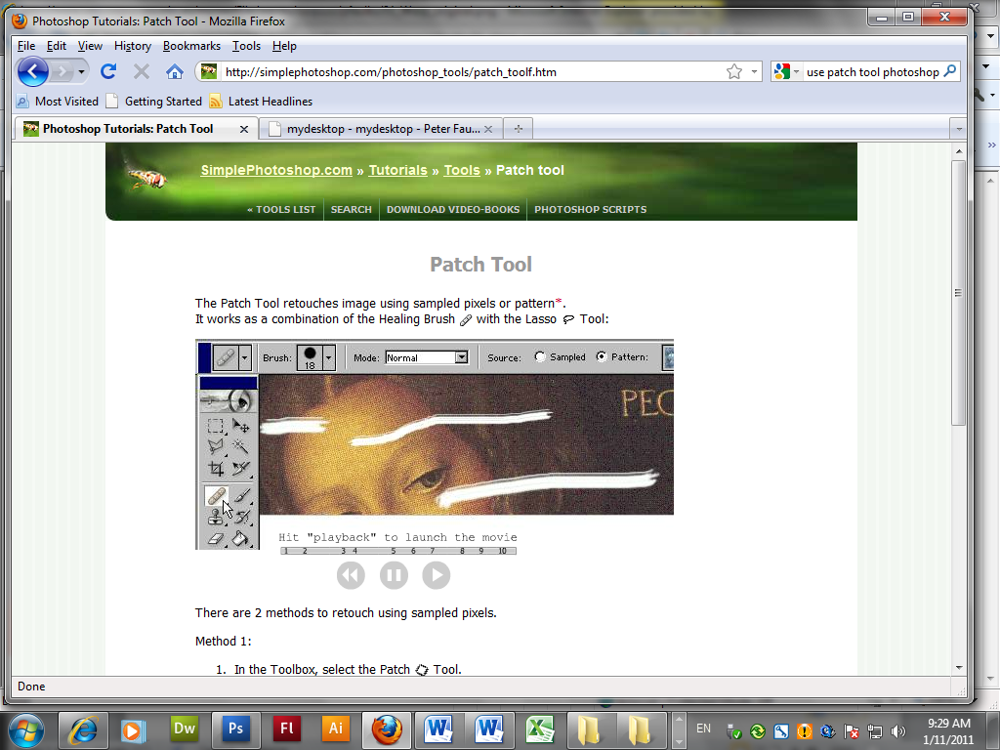 Photoshop Tutorials: Patch Tool - Mozilla Firefox
File Edit View History Bookmarks Tools Help
http://simplephotoshop.com/photoshop_tools/patch_toolf.htm
use patch tool photoshop
Most Visited Getting Started Latest Headlines
Photoshop Tutorials: Patch Tool
mydesktop - mydesktop - Peter Fau...
SimplePhotoshop.com » Tutorials » Tools » Patch tool
« TOOLS LIST SEARCH DOWNLOAD VIDEO-BOOKS PHOTOSHOP SCRIPTS
Patch Tool
The Patch Tool retouches image using sampled pixels or pattern*.
It works as a combination of the Healing Brush with the Lasso Tool:
Brush: 18 Mode: Normal Source: Sampled Pattern:
PEC
Hit "playback" to launch the movie
1 2 3 4 5 6 7 8 9 10
There are 2 methods to retouch using sampled pixels.
Method 1:
1. In the Toolbox, select the Patch Tool.
Done
Dw Ps Fl Ai W W X EN
9:29 AM
1/11/2011